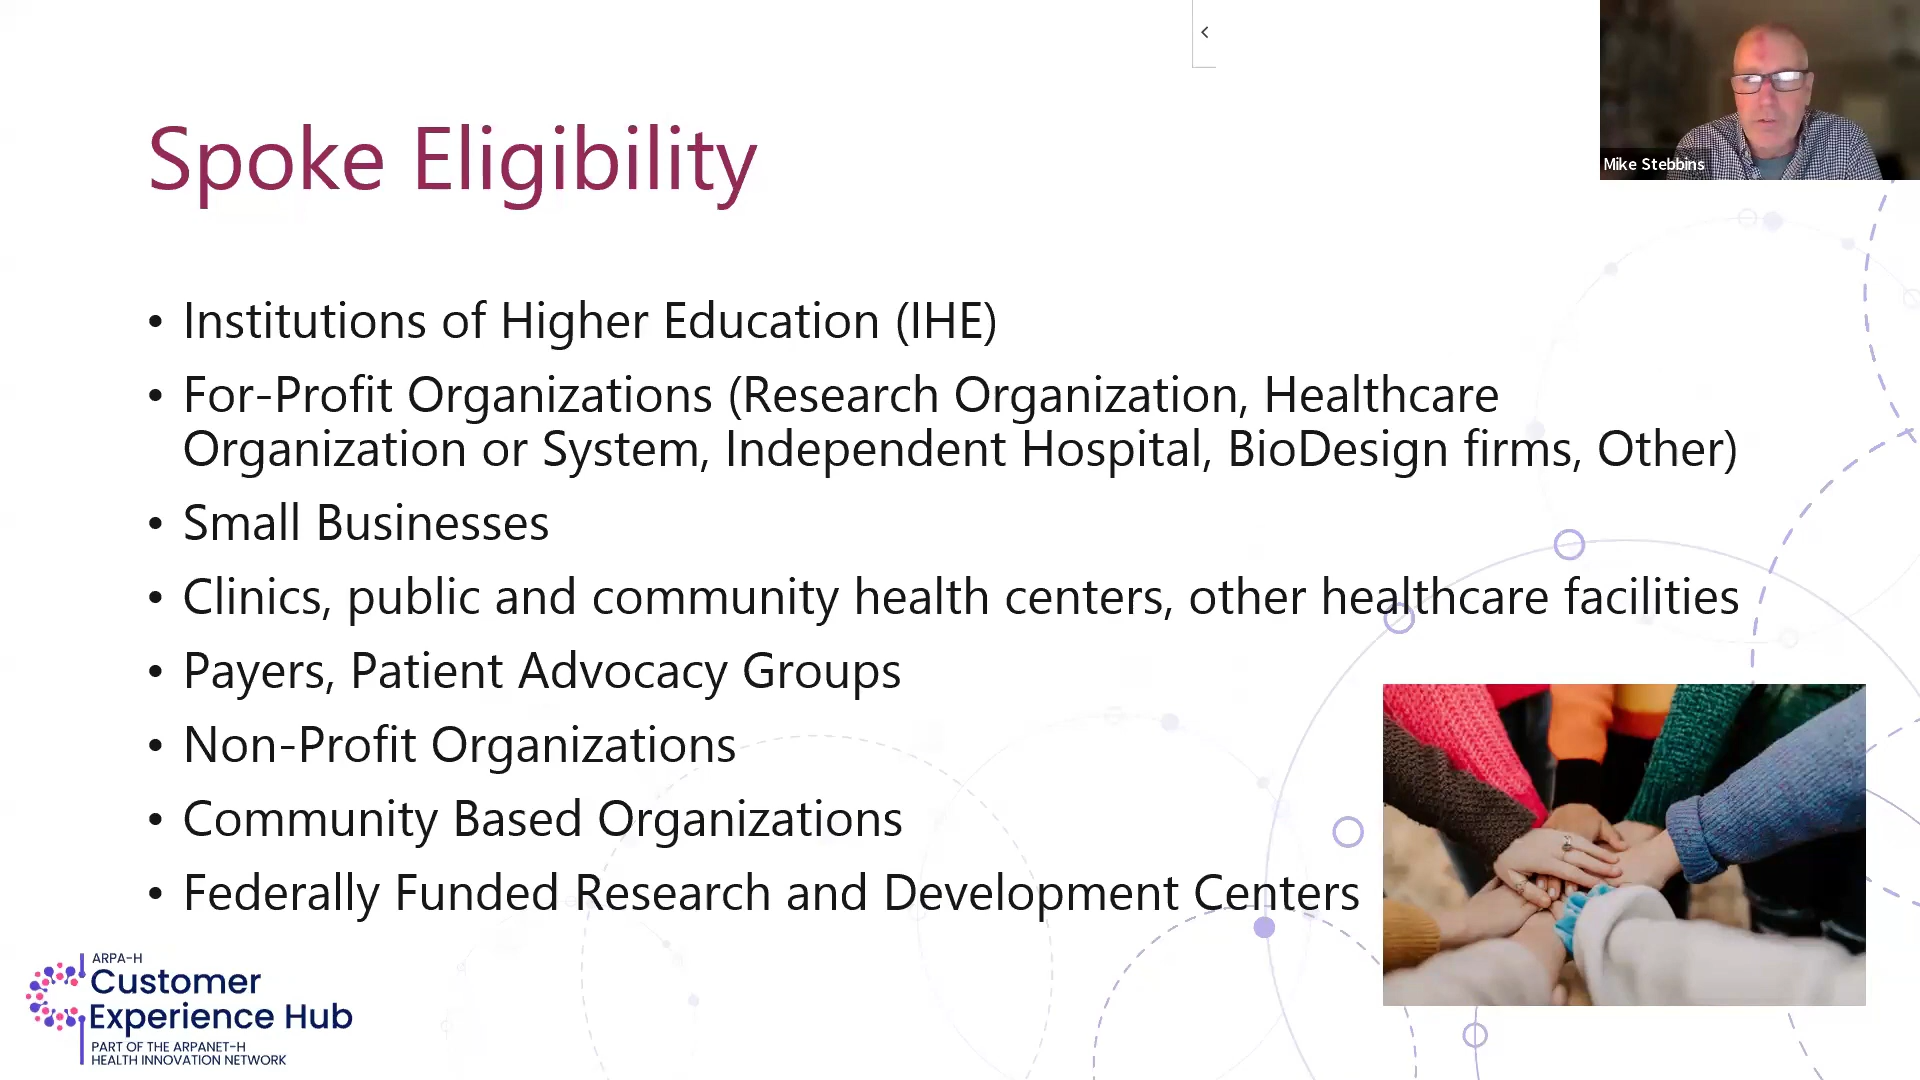 Mike Stebbins
Spoke Eligibility
• Institutions of Higher Education (IHE)
• For-Profit Organizations (Research Organization, Healthcare
Organization or System, Independent Hospital, BioDesign firms, Other)
• Small Businesses
• Clinics, public and community health centers, other healthcare facilities
• Payers, Patient Advocacy Groups
• Non-Profit Organizations
• Community Based Organizations
• Federally Funded Research and Development Centers
ARPA-H
Customer
Experience Hub
PART OF THE ARPANET-H
HEALTH INNOVATION NETWORK